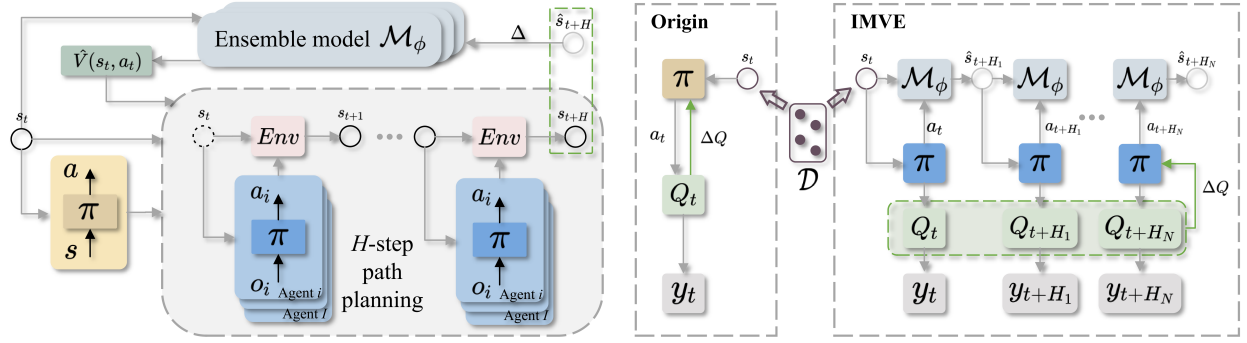 Ensemble model 𝓜_ϕ
Δ
ŝ_{t+H}
V̂(s_t, a_t)
s_t
a
π
s
s_t
Env
s_{t+1}
Env
s_{t+H}
a_i
π
o_i
Agent i
Agent 1
H-step
path
planning
a_i
π
o_i
Agent i
Agent 1
Origin
s_t
π
a_t
ΔQ
Q_t
y_t
𝒟
IMVE
s_t
𝓜_ϕ
ŝ_{t+H_1}
𝓜_ϕ
𝓜_ϕ
ŝ_{t+H_N}
a_t
a_{t+H_1}
a_{t+H_N}
π
π
π
ΔQ
Q_t
Q_{t+H_1}
Q_{t+H_N}
y_t
y_{t+H_1}
y_{t+H_N}